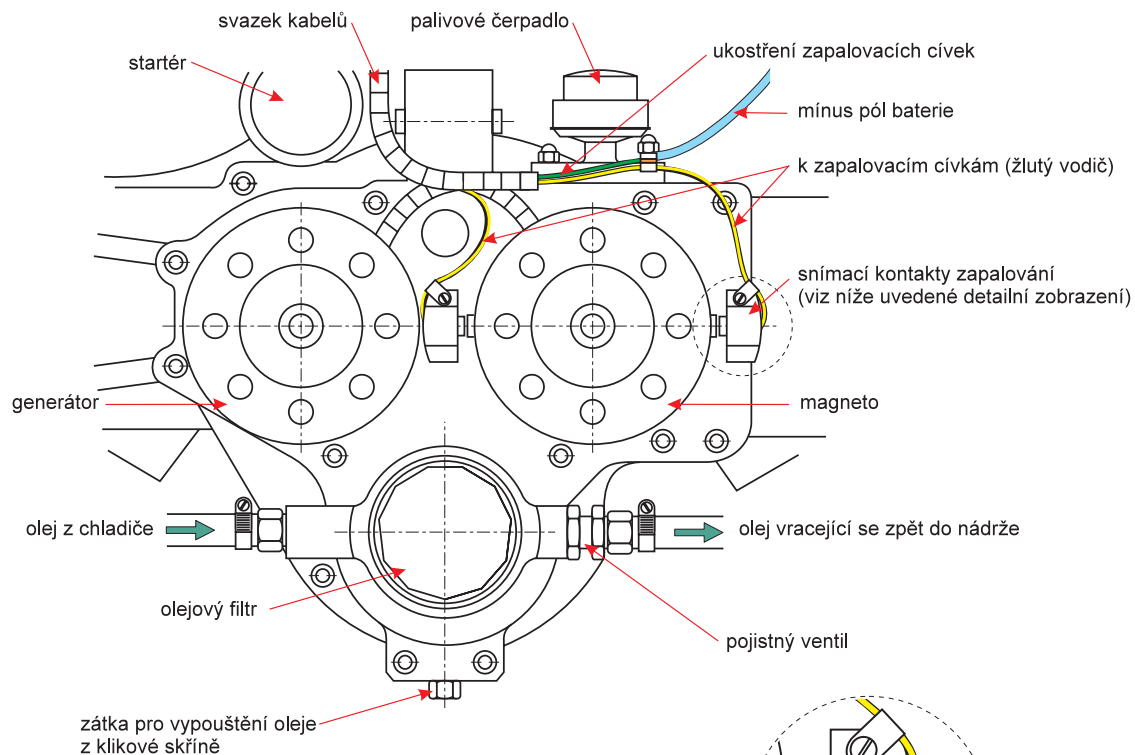 svazek kabelů
palivové čerpadlo
ukostření zapalovacích cívek
startér
mínus pól baterie
k zapalovacím cívkám (žlutý vodič)
snímací kontakty zapalování
(viz níže uvedené detailní zobrazení)
generátor
magneto
olej z chladiče
olej vracející se zpět do nádrže
olejový filtr
pojistný ventil
zátka pro vypouštění oleje
z klikové skříně